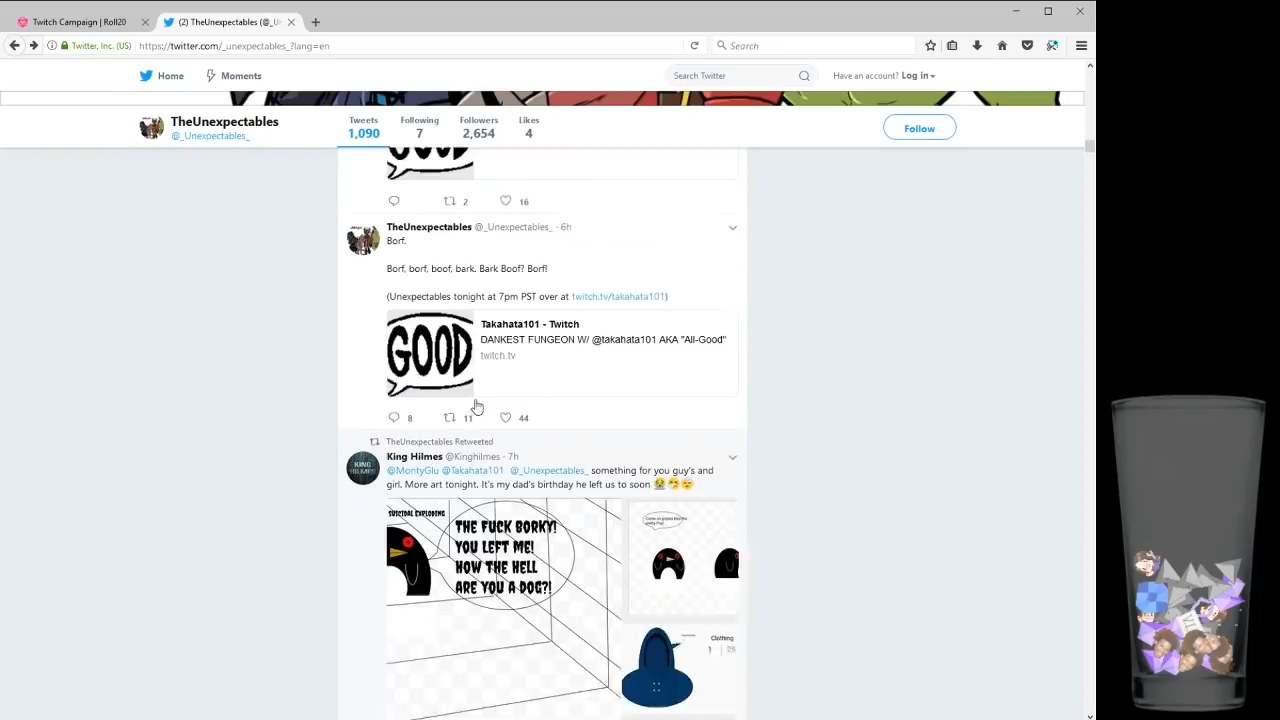 Twitch Campaign | Roll20
(2) TheUnexpectables (@_U
Twitter, Inc. (US)
https://twitter.com/_unexpectables_?lang=en
Search
Home
Moments
Search Twitter
Have an account? Log in
TheUnexpectables
@_Unexpectables_
Tweets
1,090
Following
7
Followers
2,654
Likes
4
Follow
GOOD
2
16
TheUnexpectables @_Unexpectables_ · 6h
Borf.
Borf, borf, boof, bark. Bark Boof? Borf!
(Unexpectables tonight at 7pm PST over at twitch.tv/takahata101)
GOOD
Takahata101 - Twitch
DANKEST FUNGEON W/ @takahata101 AKA "All-Good"
twitch.tv
8
11
44
TheUnexpectables Retweeted
KING
HILMES
King Hilmes @Kinghilmes · 7h
@MontyGlu @Takahata101 @_Unexpectables_ something for you guy's and
girl. More art tonight. It's my dad's birthday he left us to soon
SUICIDAL EXPLODING
THE FUCK BORKY!
YOU LEFT ME!
HOW THE HELL
ARE YOU A DOG?!
Clothing
1